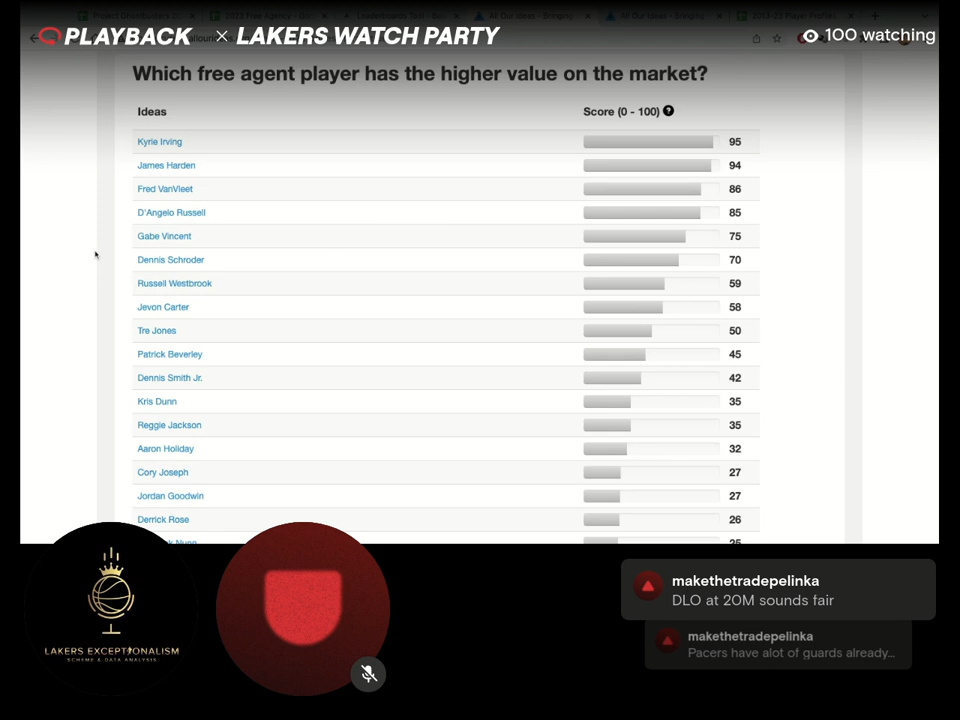 PLAYBACK × LAKERS WATCH PARTY
100 watching
Which free agent player has the higher value on the market?
Ideas Score (0 - 100) ?
Kyrie Irving 95
James Harden 94
Fred VanVleet 86
D'Angelo Russell 85
Gabe Vincent 75
Dennis Schroder 70
Russell Westbrook 59
Jevon Carter 58
Tre Jones 50
Patrick Beverley 45
Dennis Smith Jr. 42
Kris Dunn 35
Reggie Jackson 35
Aaron Holiday 32
Cory Joseph 27
Jordan Goodwin 27
Derrick Rose 26
Nunn 25
LAKERS EXCEPTIONALISM
SCHEME & DATA ANALYSIS
makethetradepelinka
DLO at 20M sounds fair
makethetradepelinka
Pacers have alot of guards already...